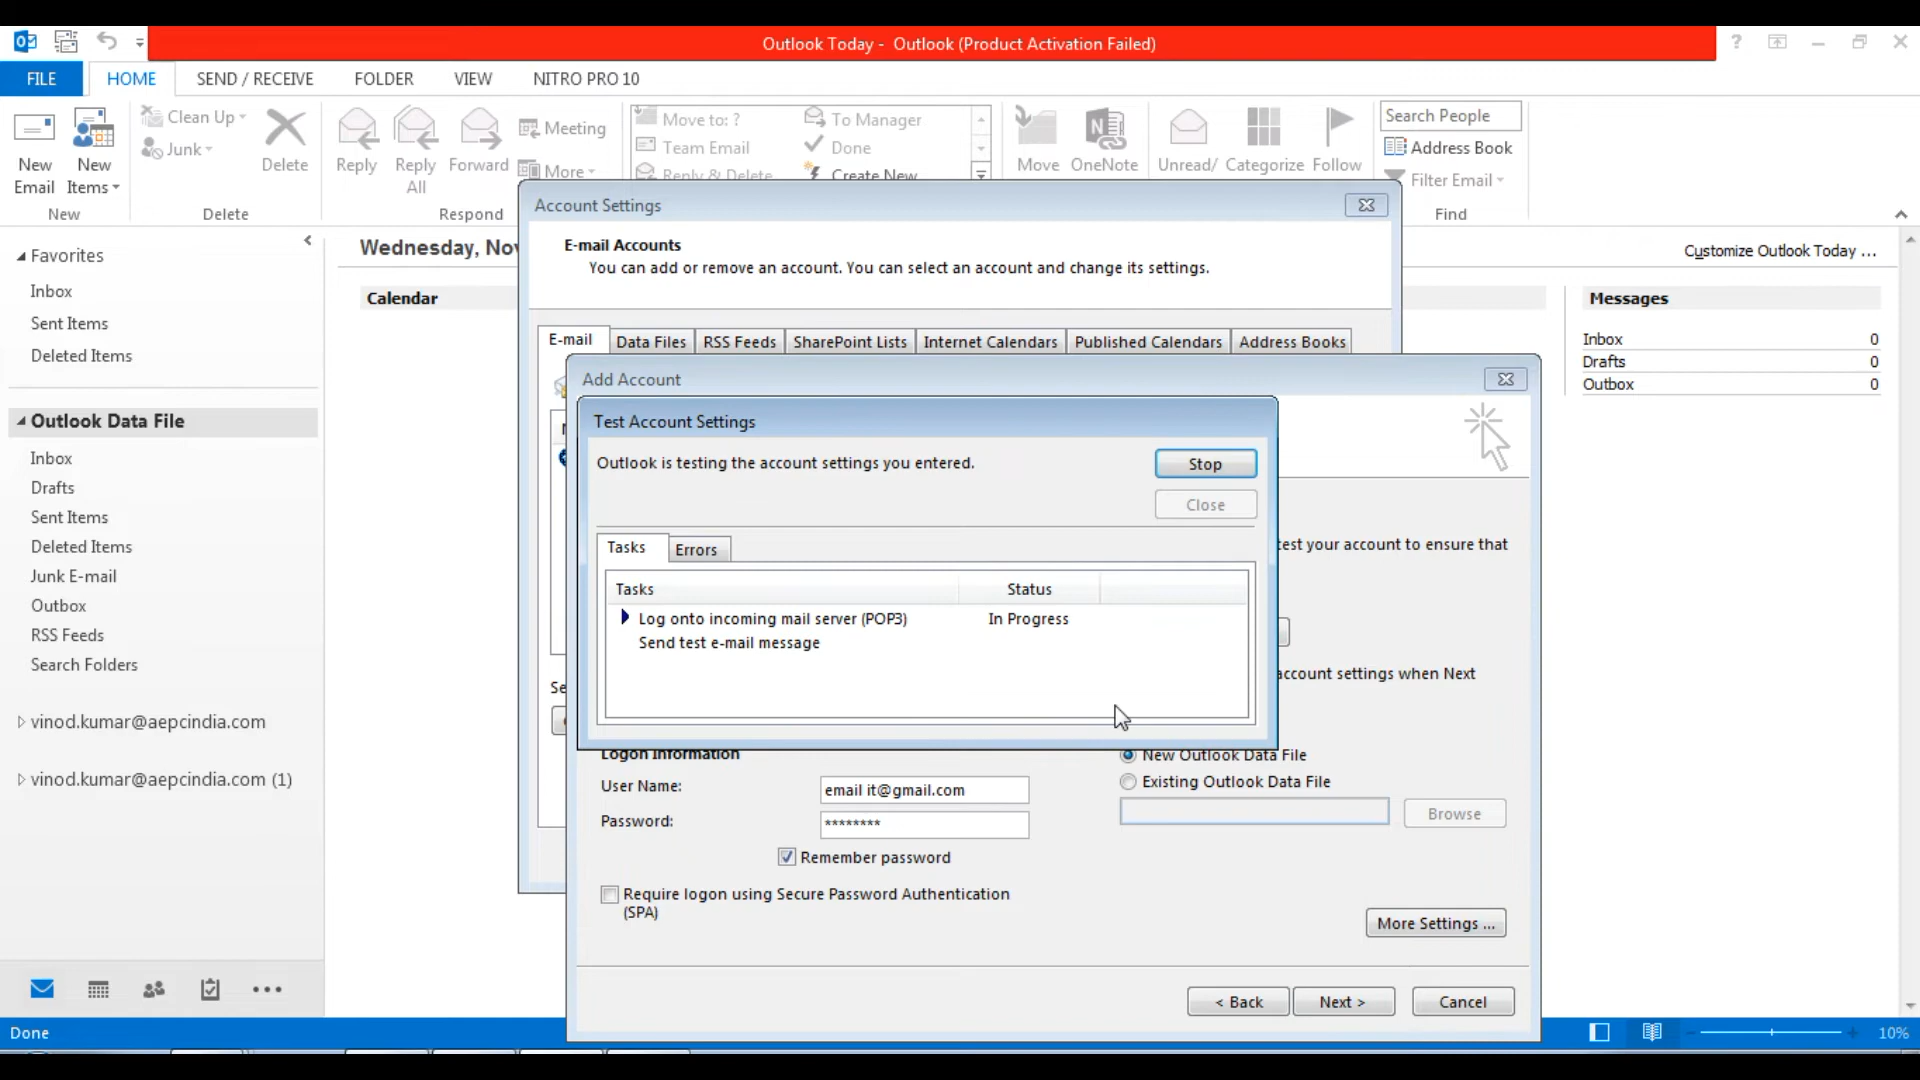 Outlook Today - Outlook (Product Activation Failed)
FILE
HOME
SEND / RECEIVE
FOLDER
VIEW
NITRO PRO 10
New Email
New Items
New
Clean Up
Junk
Delete
Delete
Reply
Reply All
Forward
Meeting
More
Respond
Move to: ?
Team Email
Reply & Delete
To Manager
Done
Create New
Move
OneNote
Unread/
Categorize
Follow
Search People
Address Book
Filter Email
Find
Favorites
Inbox
Sent Items
Deleted Items
Outlook Data File
Inbox
Drafts
Sent Items
Deleted Items
Junk E-mail
Outbox
RSS Feeds
Search Folders
vinod.kumar@aepcindia.com
vinod.kumar@aepcindia.com (1)
Wednesday, Nov
Calendar
Customize Outlook Today ...
Messages
Inbox 0
Drafts 0
Outbox 0
Account Settings
E-mail Accounts
You can add or remove an account. You can select an account and change its settings.
E-mail
Data Files
RSS Feeds
SharePoint Lists
Internet Calendars
Published Calendars
Address Books
Add Account
Test Account Settings
Outlook is testing the account settings you entered.
Stop
Close
Tasks
Errors
Tasks Status
Log onto incoming mail server (POP3) In Progress
Send test e-mail message
test your account to ensure that
account settings when Next
Logon Information
User Name: email it@gmail.com
Password: ********
Remember password
Require logon using Secure Password Authentication
(SPA)
New Outlook Data File
Existing Outlook Data File
Browse
More Settings ...
< Back
Next >
Cancel
Done
10%